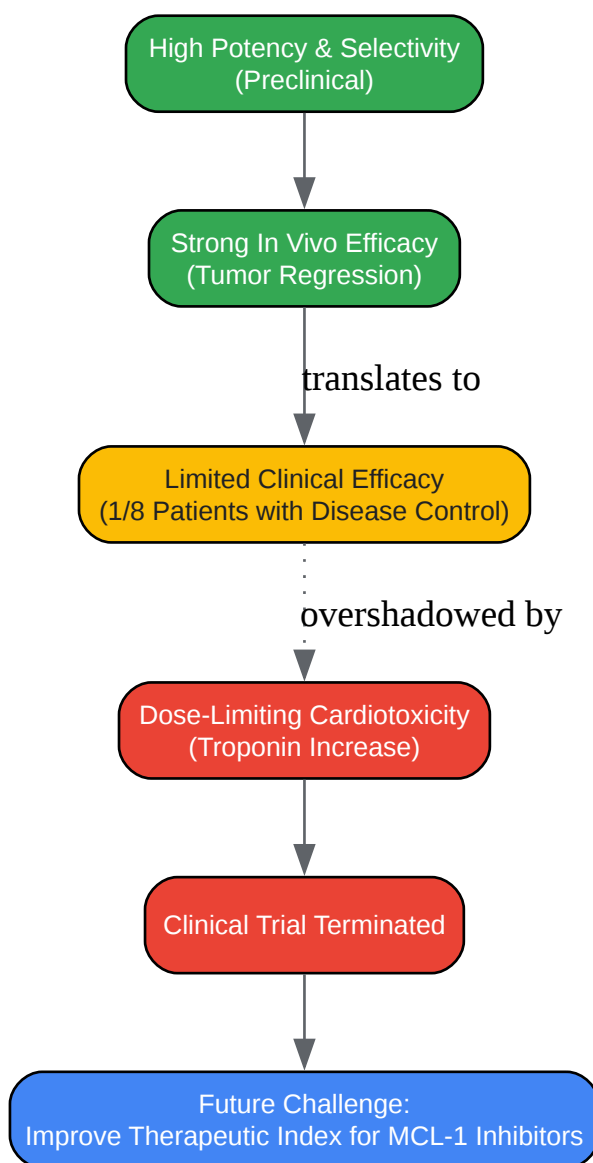 High Potency & Selectivity
(Preclinical)
Strong In Vivo Efficacy
(Tumor Regression)
translates to
Limited Clinical Efficacy
(1/8 Patients with Disease Control)
overshadowed by
Dose-Limiting Cardiotoxicity
(Troponin Increase)
Clinical Trial Terminated
Future Challenge:
Improve Therapeutic Index for MCL-1 Inhibitors